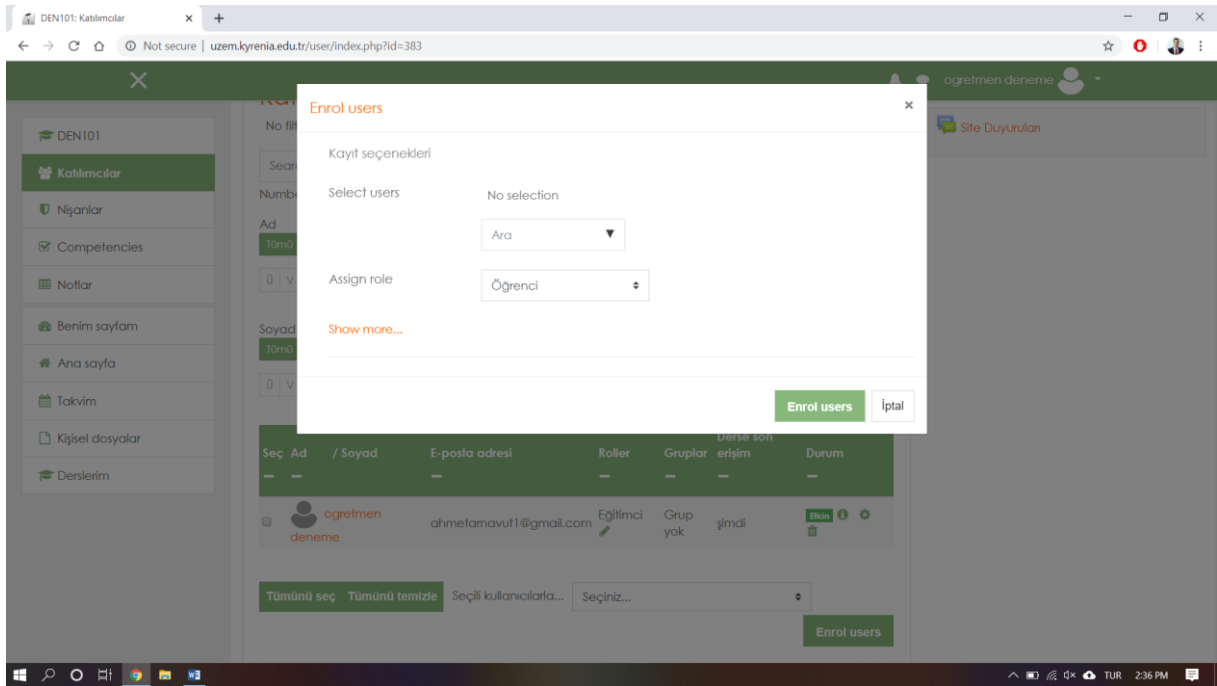 DEN101: Katılımcılar
Not secure | uzem.kyrenia.edu.tr/user/index.php?id=383
ogretmen deneme
DEN101
Katılımcılar
Nişanlar
Competencies
Notlar
Benim sayfam
Ana sayfa
Takvim
Kişisel dosyalar
Derslerim
No filt
Sear
Numbe
Ad
Tümü
V
Soyad
Tümü
V
Enrol users
×
Kayıt seçenekleri
Select users
No selection
Ara ▼
Assign role
Öğrenci
Show more...
Enrol users
İptal
Site Duyuruları
Seç Ad / Soyad E-posta adresi Roller Gruplar Derse son erişim Durum
ogretmen deneme ahmetarnavut1@gmail.com Eğitimci Grup yok şimdi Etkin
Tümünü seç Tümünü temizle Seçili kullanıcılarla... Seçiniz...
Enrol users
TUR 2:36 PM